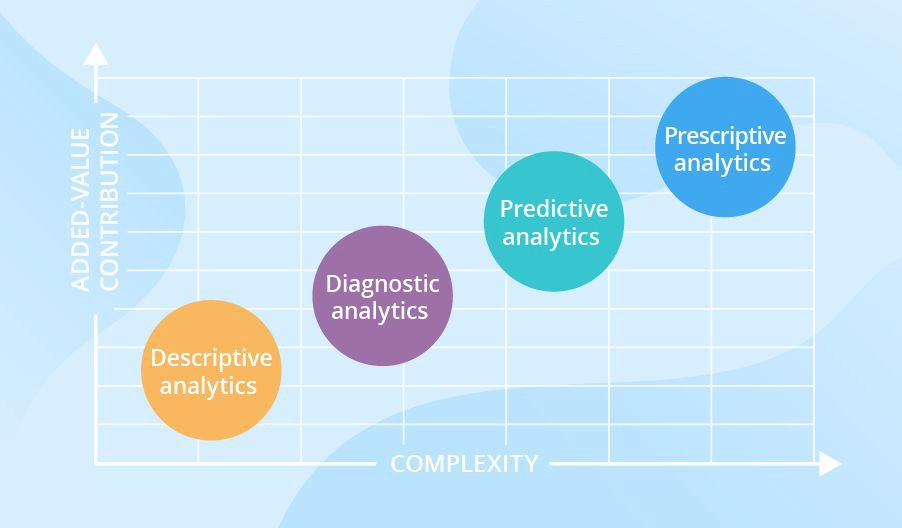 ADDED-VALUE
CONTRIBUTION
Prescriptive
analytics
Predictive
analytics
Diagnostic
analytics
Descriptive
analytics
COMPLEXITY